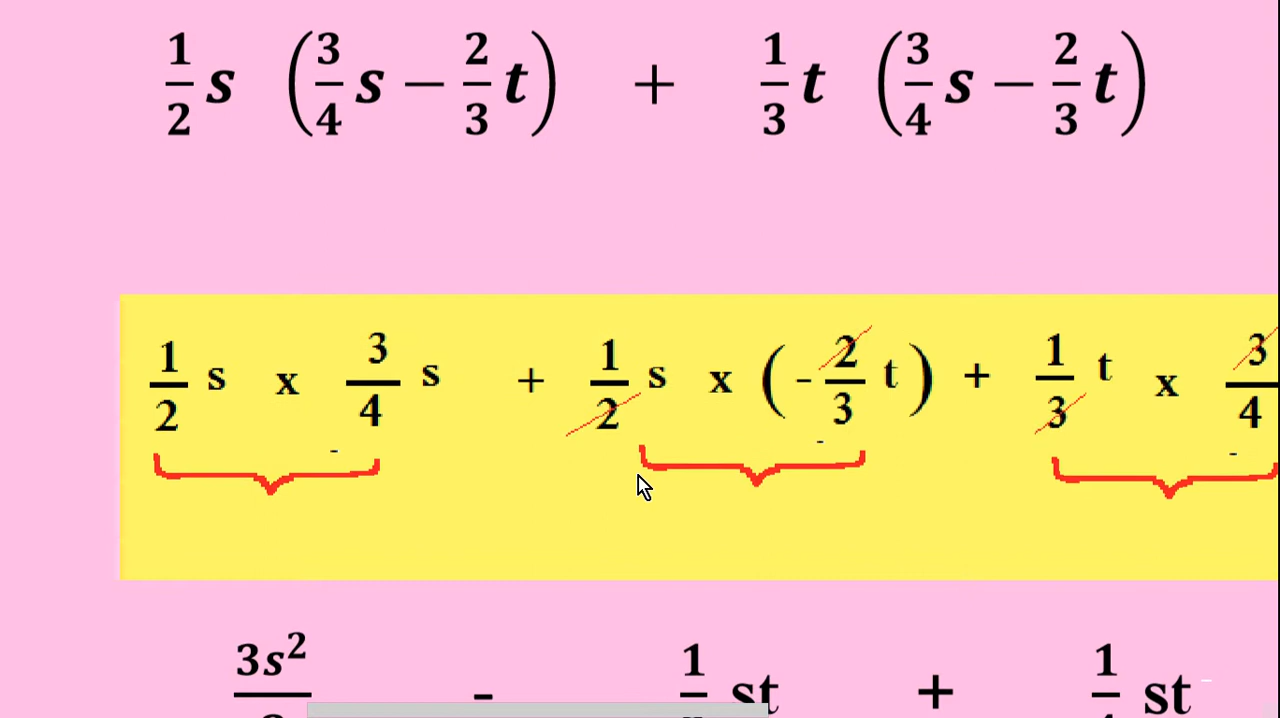 1/2 s (3/4 s − 2/3 t) + 1/3 t (3/4 s − 2/3 t)
1/2 s x 3/4 s + 1/2 s x (- 2/3 t) + 1/3 t x 3/4
3s² - 1 st + 1 st